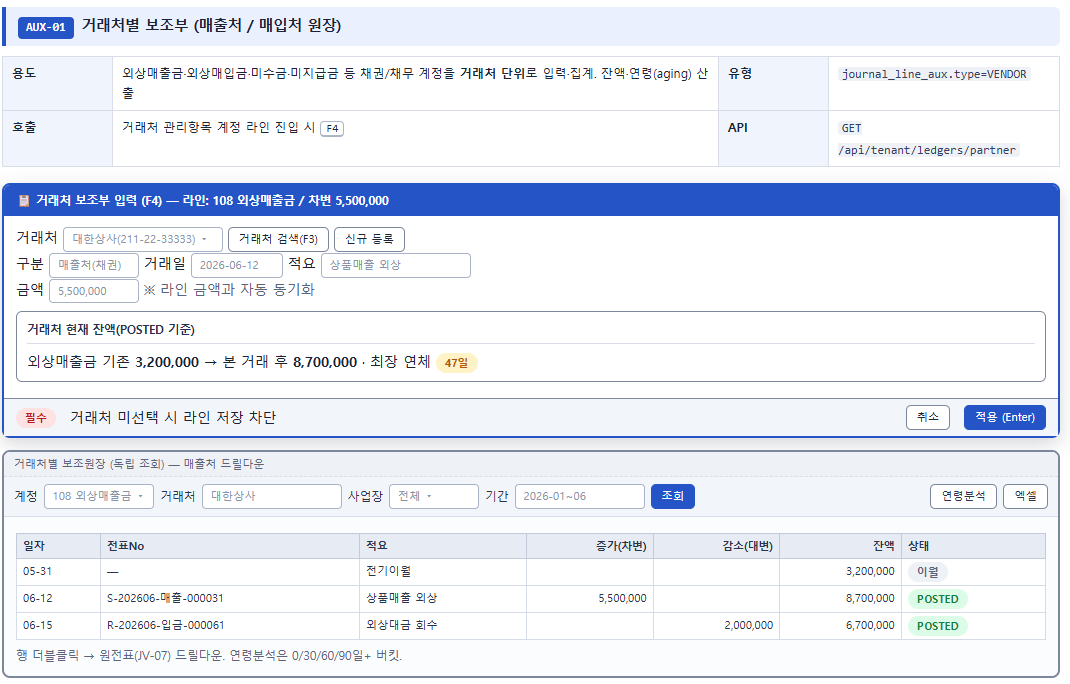 AUX-01 거래처별 보조부 (매출처 / 매입처 원장)
용도 외상매출금·외상매입금·미수금·미지급금 등 채권/채무 계정을 거래처 단위로 입력·집계. 잔액·연령(aging) 산
출
유형 journal_line_aux.type=VENDOR
호출 거래처 관리항목 계정 라인 진입 시 F4
API GET
/api/tenant/ledgers/partner
거래처 보조부 입력 (F4) — 라인: 108 외상매출금 / 차변 5,500,000
거래처 대한상사(211-22-33333) 거래처 검색(F3) 신규 등록
구분 매출처(채권) 거래일 2026-06-12 적요 상품매출 외상
금액 5,500,000 ※ 라인 금액과 자동 동기화
거래처 현재 잔액(POSTED 기준)
외상매출금 기존 3,200,000 → 본 거래 후 8,700,000 · 최장 연체 47일
필수 거래처 미선택 시 라인 저장 차단 취소 적용 (Enter)
거래처별 보조원장 (독립 조회) — 매출처 드릴다운
계정 108 외상매출금 거래처 대한상사 사업장 전체 기간 2026-01~06 조회 연령분석 엑셀
일자 전표No 적요 증가(차변) 감소(대변) 잔액 상태
05-31 — 전기이월 3,200,000 이월
06-12 S-202606-매출-000031 상품매출 외상 5,500,000 8,700,000 POSTED
06-15 R-202606-입금-000061 외상대금 회수 2,000,000 6,700,000 POSTED
행 더블클릭 → 원전표(JV-07) 드릴다운. 연령분석은 0/30/60/90일+ 버킷.